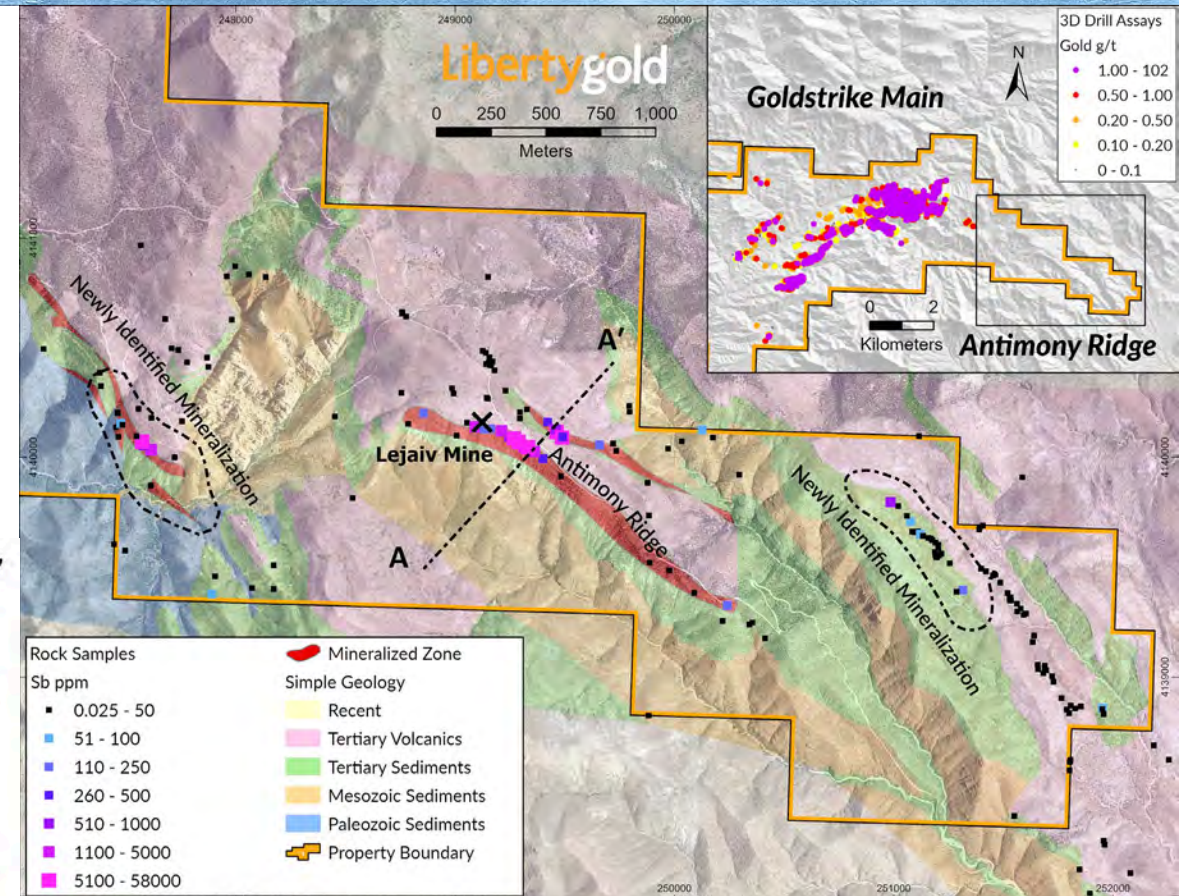 248000
249000
250000
Libertygold
0 250 500 750 1,000
Meters
Goldstrike Main
N
3D Drill Assays
Gold g/t
1.00 - 102
0.50 - 1.00
0.20 - 0.50
0.10 - 0.20
0 - 0.1
0 2
Kilometers
Antimony Ridge
4141000
4140000
4140000
4139000
Newly Identified Mineralization
A'
Lejaiv Mine
Antimony Ridge
A
Newly Identified Mineralization
Rock Samples
Sb ppm
0.025 - 50
51 - 100
110 - 250
260 - 500
510 - 1000
1100 - 5000
5100 - 58000
Mineralized Zone
Simple Geology
Recent
Tertiary Volcanics
Tertiary Sediments
Mesozoic Sediments
Paleozoic Sediments
Property Boundary
250000
251000
252000